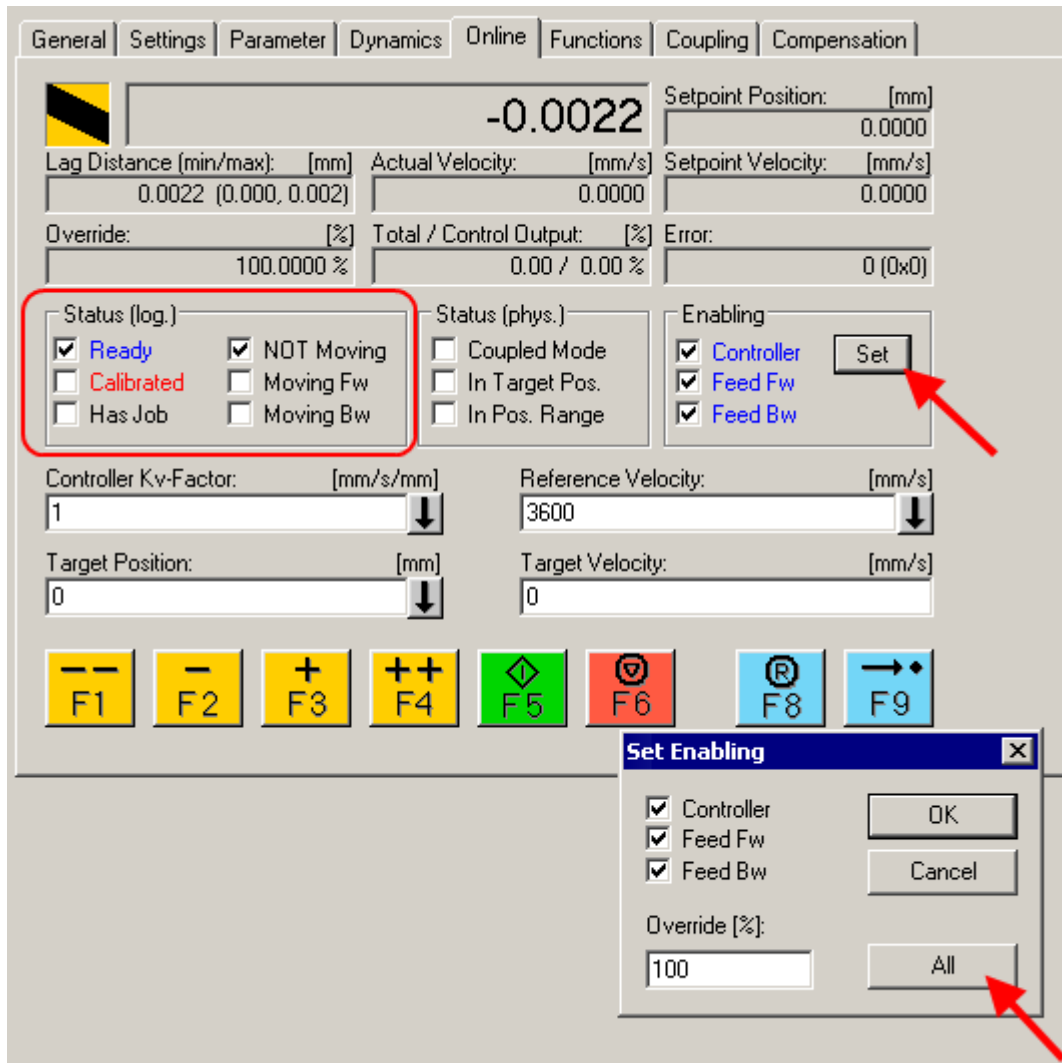 General Settings Parameter Dynamics Online Functions Coupling Compensation
-0.0022
Setpoint Position: [mm]
0.0000
Lag Distance (min/max): [mm] Actual Velocity: [mm/s] Setpoint Velocity: [mm/s]
0.0022 (0.000, 0.002) 0.0000 0.0000
Override: [%] Total / Control Output: [%] Error:
100.0000 % 0.00 / 0.00 % 0 (0x0)
Status (log.) Status (phys.) Enabling
Ready NOT Moving Coupled Mode Controller Set
Calibrated Moving Fw In Target Pos. Feed Fw
Has Job Moving Bw In Pos. Range Feed Bw
Controller Kv-Factor: [mm/s/mm] Reference Velocity: [mm/s]
1 3600
Target Position: [mm] Target Velocity: [mm/s]
0 0
-- - + ++ R
F1 F2 F3 F4 F5 F6 F8 F9
Set Enabling
Controller OK
Feed Fw
Feed Bw Cancel
Override [%]:
100 All